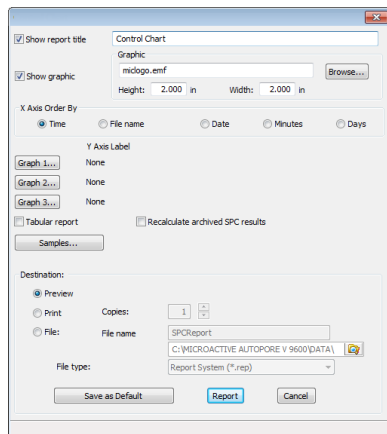 Show report title
Control Chart
Graphic
Show graphic
miclogo.emf
Browse...
Height: 2.000 in Width: 2.000 in
X Axis Order By
Time File name Date Minutes Days
Y Axis Label
Graph 1... None
Graph 2... None
Graph 3... None
Tabular report Recalculate archived SPC results
Samples...
Destination:
Preview
Print Copies: 1
File: File name SPCReport
C:\MICROACTIVE AUTOPORE V 9600\DATA\
File type: Report System (*.rep)
Save as Default Report Cancel